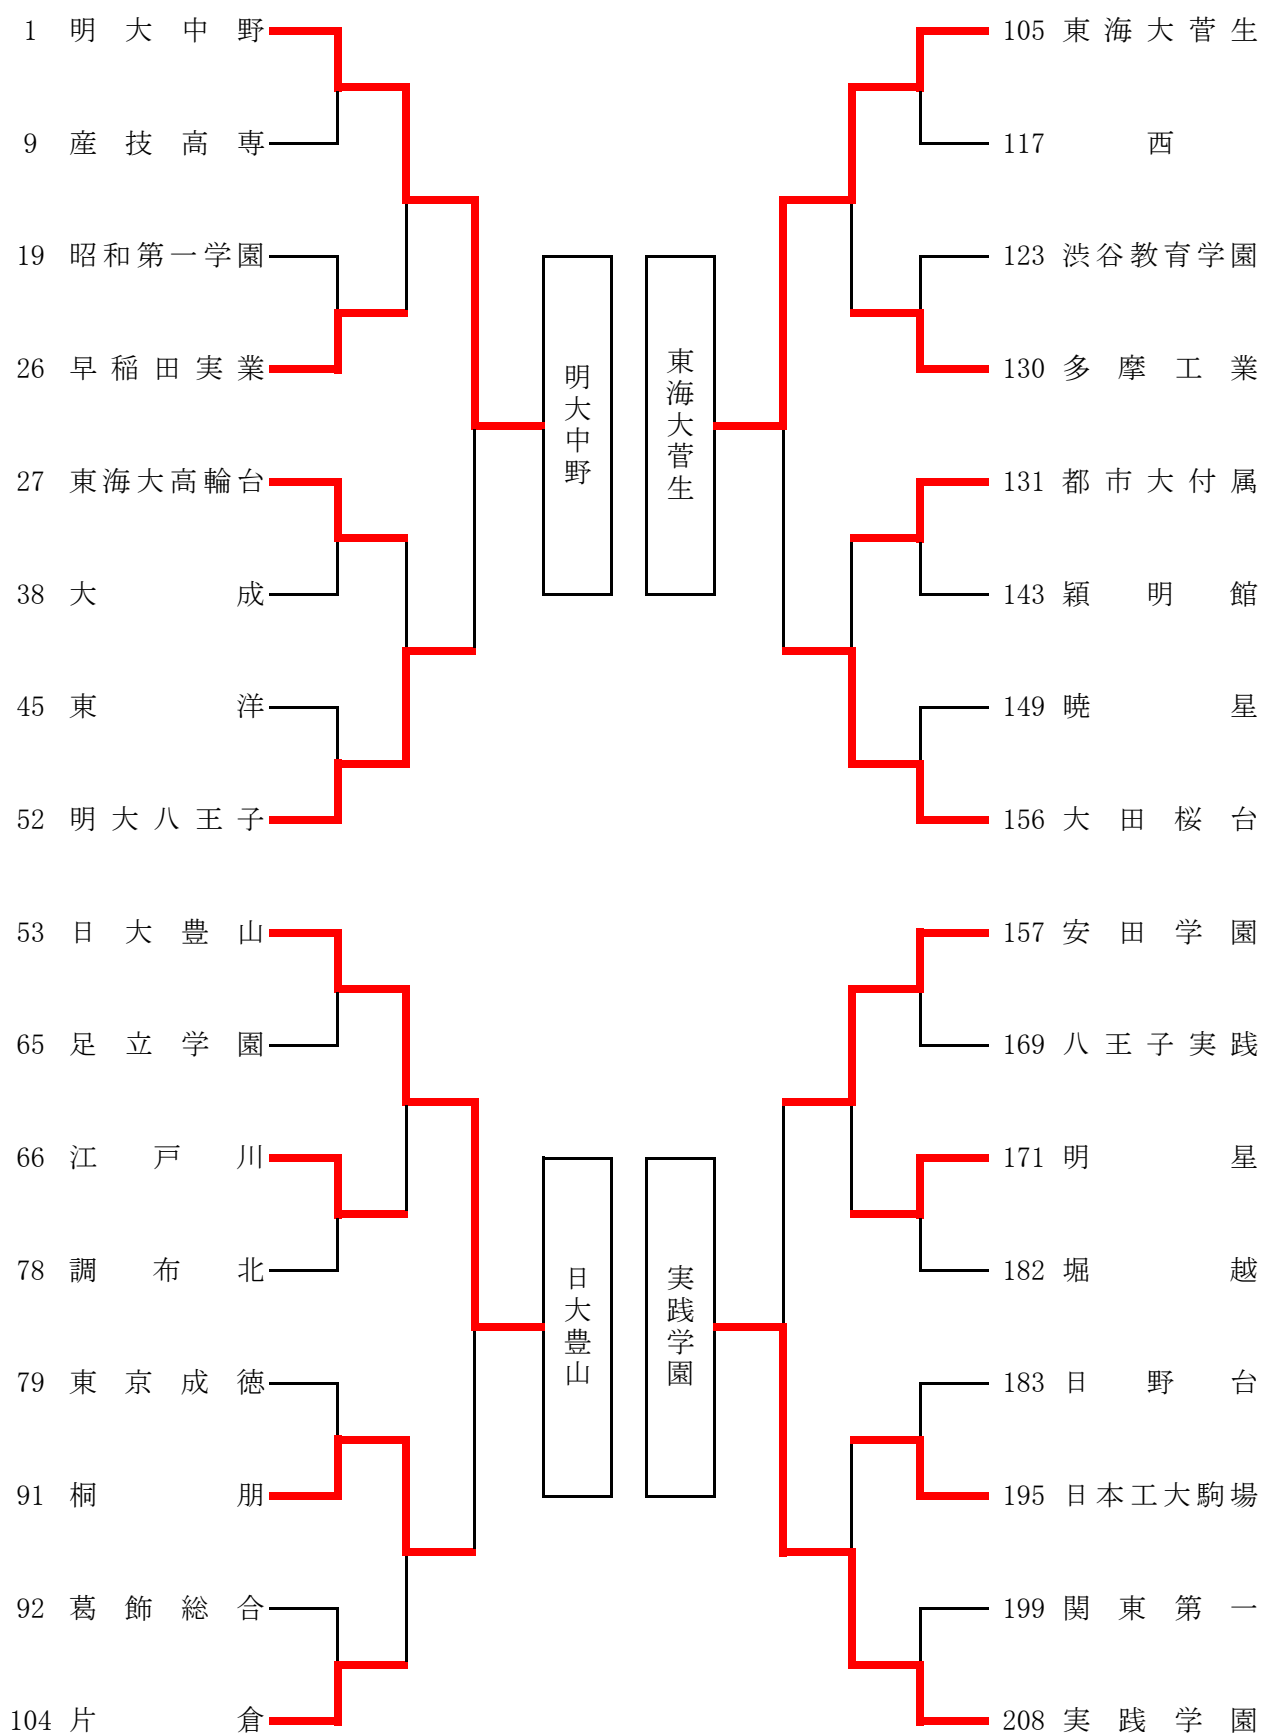 1 明大中野
9 産技高専
19 昭和第一学園
26 早稲田実業
27 東海大高輪台
38 大成
45 東洋
52 明大八王子
53 日大豊山
65 足立学園
66 江戸川
78 調布北
79 東京成徳
91 桐朋
92 葛飾総合
104 片倉
明大中野
東海大菅生
日大豊山
実践学園
105 東海大菅生
117 西
123 渋谷教育学園
130 多摩工業
131 都市大付属
143 穎明館
149 暁星
156 大田桜台
157 安田学園
169 八王子実践
171 明星
182 堀越
183 日野台
195 日本工大駒場
199 関東第一
208 実践学園